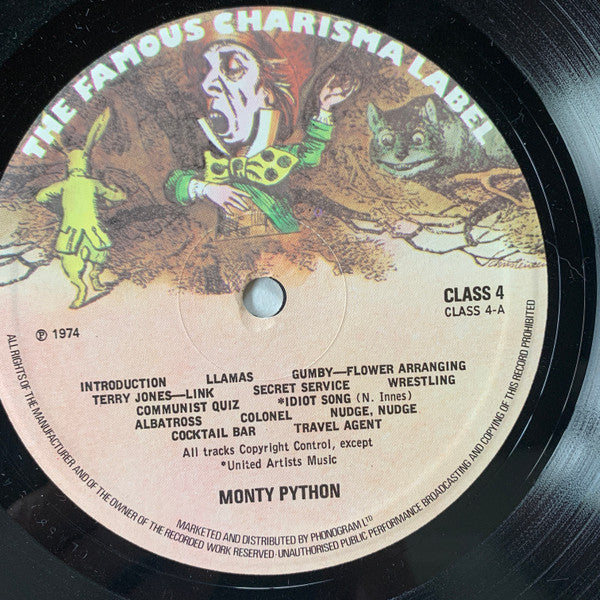 THE FAMOUS CHARISMA LABEL
CLASS 4
CLASS 4-A
℗ 1974
INTRODUCTION LLAMAS GUMBY—FLOWER ARRANGING
TERRY JONES—LINK SECRET SERVICE WRESTLING
COMMUNIST QUIZ *IDIOT SONG (N. Innes)
ALBATROSS COLONEL NUDGE, NUDGE
COCKTAIL BAR TRAVEL AGENT
All tracks Copyright Control, except
*United Artists Music
MONTY PYTHON
MARKETED AND DISTRIBUTED BY PHONOGRAM LTD
ALL RIGHTS OF THE MANUFACTURER AND OF THE OWNER OF THE RECORDED WORK RESERVED·UNAUTHORISED PUBLIC PERFORMANCE BROADCASTING AND COPYING OF THIS RECORD PROHIBITED